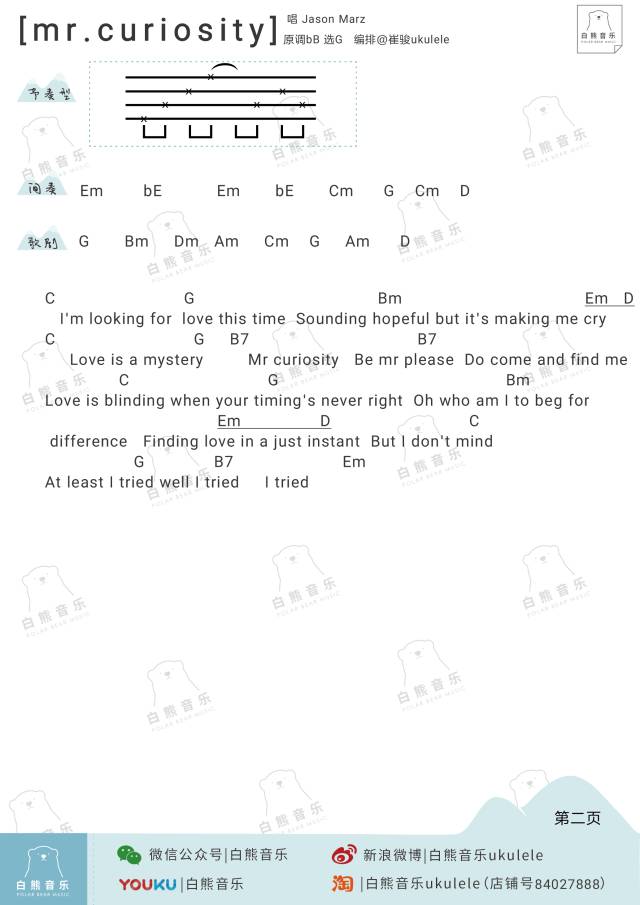 [mr.curiosity]
唱 Jason Marz
原调bB 选G 编排@崔骏ukulele
白熊音乐
POLAR BEAR MUSIC
予奏型
间奏 Em bE Em bE Cm G Cm D
歌别 G Bm Dm Am Cm G Am D
C G Bm Em D
I'm looking for love this time Sounding hopeful but it's making me cry
C G B7 B7
Love is a mystery Mr curiosity Be mr please Do come and find me
C G Bm
Love is blinding when your timing's never right Oh who am I to beg for
Em D C
difference Finding love in a just instant But I don't mind
G B7 Em
At least I tried well I tried I tried
第二页
白熊音乐
POLAR BEAR MUSIC
微信公众号|白熊音乐
新浪微博|白熊音乐ukulele
YOUKU |白熊音乐
淘 |白熊音乐ukulele(店铺号84027888)